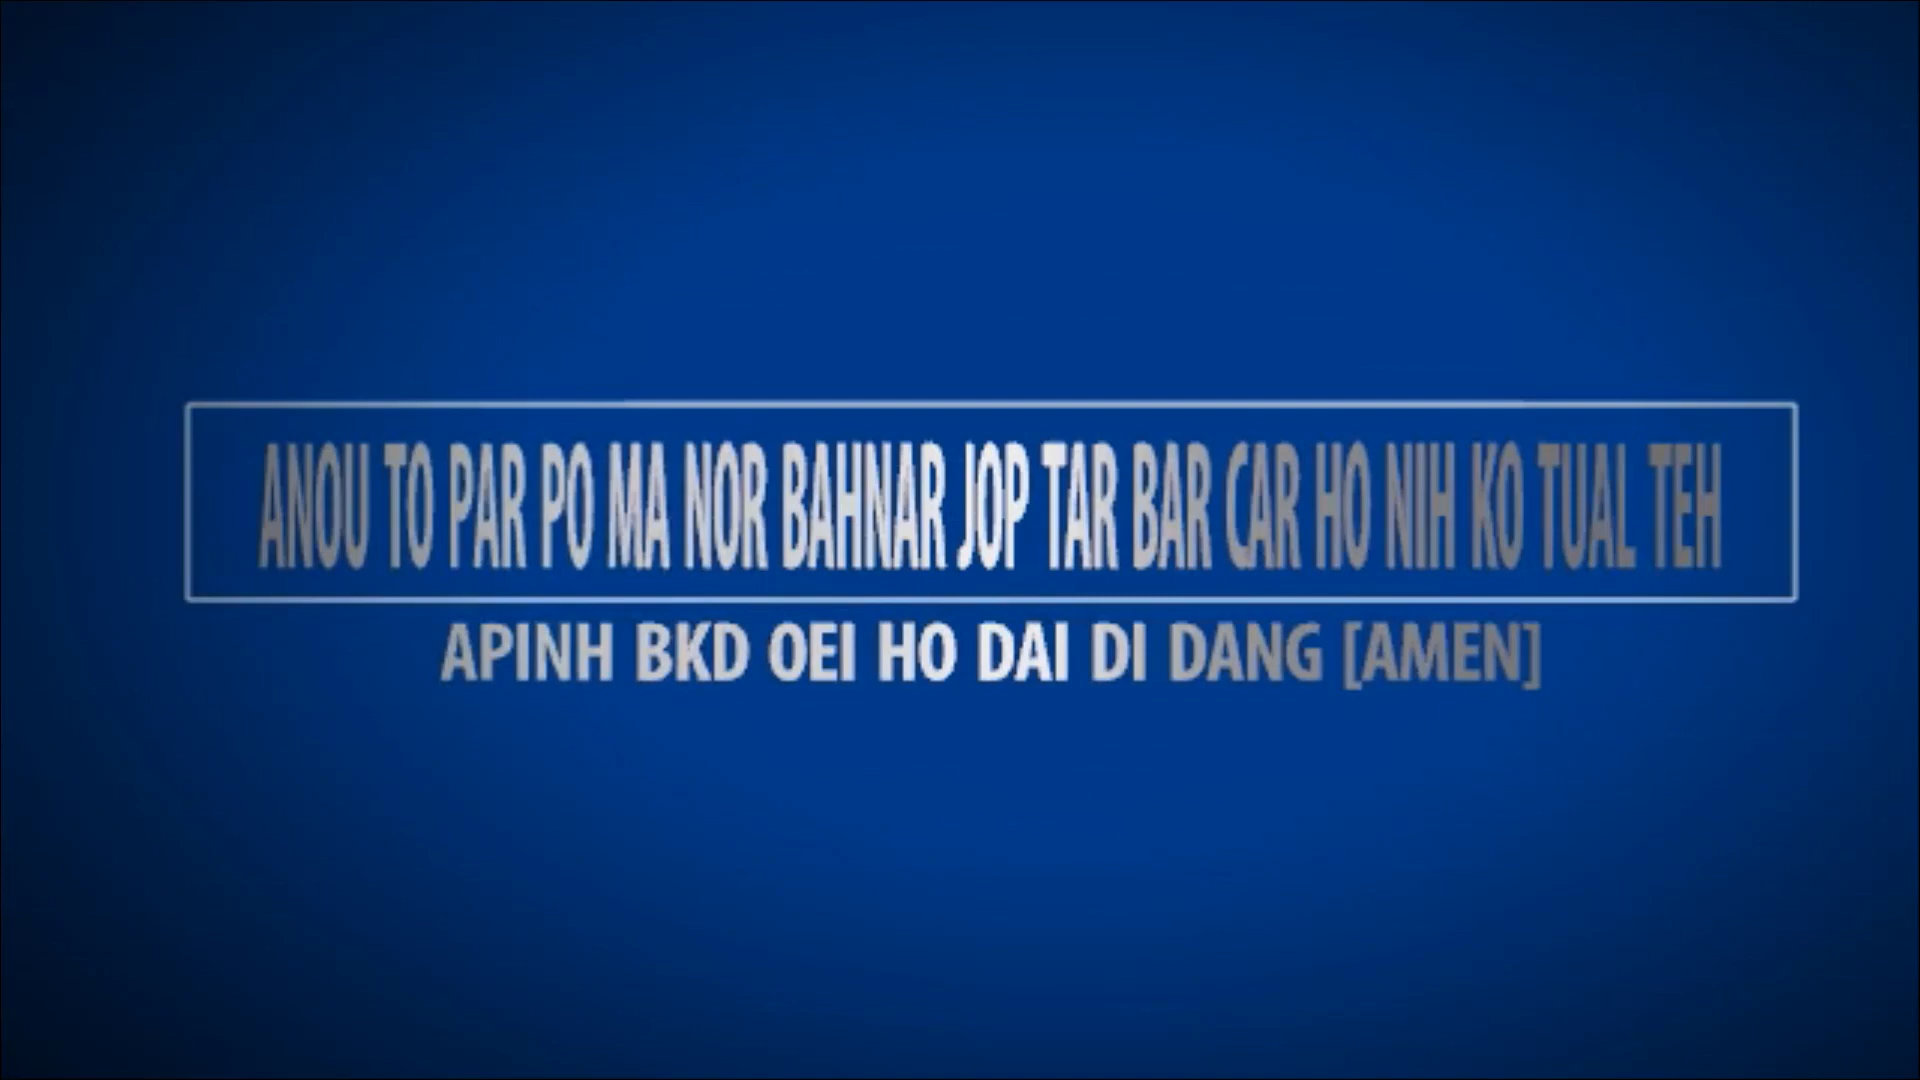 ANOU TO PAR PO MA NOR BAHNAR JOP TAR BAR CAR HO NIH KO TUAL TEH
APINH BKD OEI HO DAI DI DANG [AMEN]